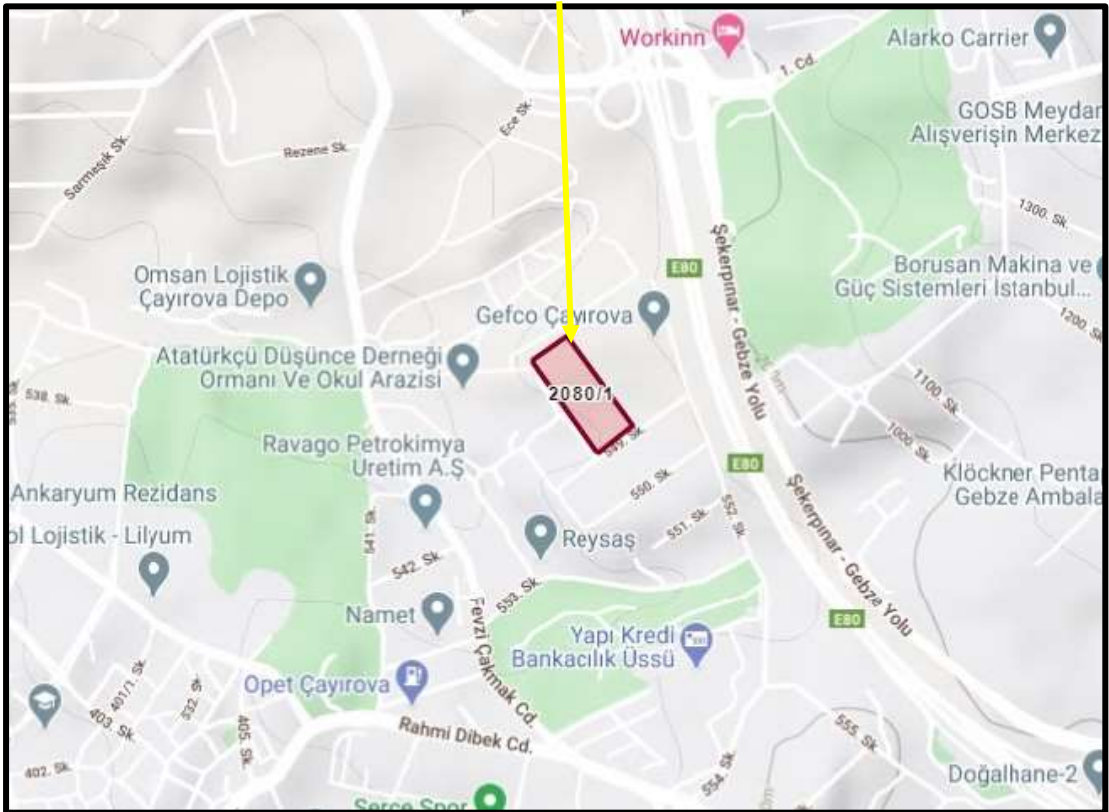 Workinn
Alarko Carrier
1. Cd.
GOSB Meydan
Alışverişin Merkez
Ece Sk.
Rezene Sk.
Sarmaşık Sk.
1300. Sk.
Şekerpınar - Gebze Yolu
E80
Borusan Makina ve
Güç Sistemleri İstanbul...
Omsan Lojistik
Çayırova Depo
Gefco Çayırova
1200.
Atatürkçü Düşünce Derneği
Ormanı Ve Okul Arazisi
2080/1
1100. Sk.
538. Sk.
549. Sk
1000. Sk.
Ravago Petrokimya
Üretim A.Ş
E80
550. Sk.
Klöckner Penta
Gebze Ambala
Ankaryum Rezidans
551. Sk.
552. Sk.
Şekerpınar - Gebze Yolu
ol Lojistik - Lilyum
541. Sk
Reysaş
542. Sk
553. Sk
Namet
Fevzi Çakmak Cd.
E80
Yapı Kredi
Bankacılık Üssü
401/1. Sk
532. Sk
Opet Çayırova
403. Sk.
405. Sk.
Rahmi Dibek Cd.
555. Sk.
402. Sk.
554. Sk
Doğalhane-2
Serçe Spor